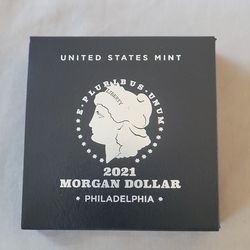 UNITED STATES MINT
E·PLURIBUS·UNUM
LIBERTY
2021
MORGAN DOLLAR
• PHILADELPHIA •